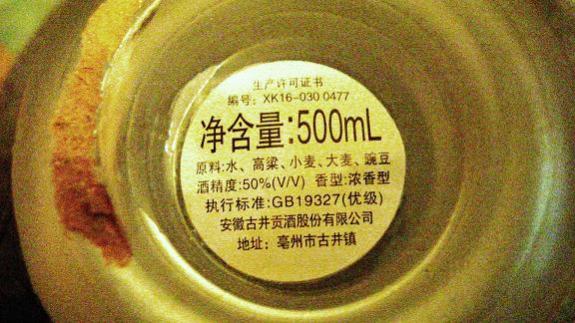 生产许可证书
编号：XK16-030 0477
净含量:500mL
原料:水、高粱、小麦、大麦、豌豆
酒精度:50%(V/V) 香型:浓香型
执行标准:GB19327(优级)
安徽古井贡酒股份有限公司
地址：亳州市古井镇